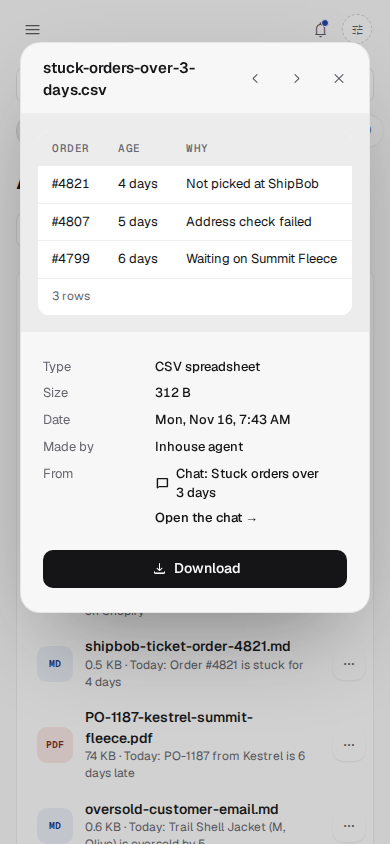 stuck-orders-over-3-
days.csv
ORDER AGE WHY
#4821 4 days Not picked at ShipBob
#4807 5 days Address check failed
#4799 6 days Waiting on Summit Fleece
3 rows
Type CSV spreadsheet
Size 312 B
Date Mon, Nov 16, 7:43 AM
Made by Inhouse agent
From Chat: Stuck orders over
3 days
Open the chat →
Download
on Shopify
MD shipbob-ticket-order-4821.md
0.5 KB · Today: Order #4821 is stuck for
4 days
PDF PO-1187-kestrel-summit-
fleece.pdf
74 KB · Today: PO-1187 from Kestrel is 6
days late
MD oversold-customer-email.md
0.6 KB · Today: Trail Shell Jacket (M,
Olive) is oversold by 5